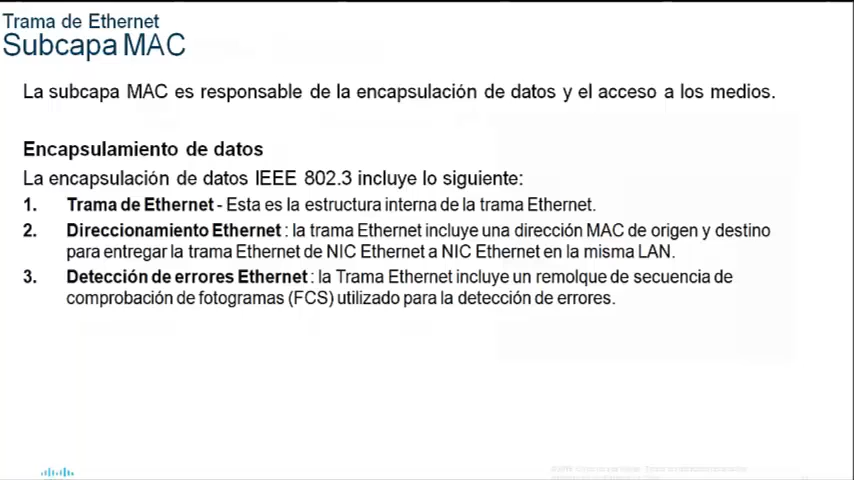 Trama de Ethernet
Subcapa MAC
La subcapa MAC es responsable de la encapsulación de datos y el acceso a los medios.
Encapsulamiento de datos
La encapsulación de datos IEEE 802.3 incluye lo siguiente:
1. Trama de Ethernet - Esta es la estructura interna de la trama Ethernet.
2. Direccionamiento Ethernet : la trama Ethernet incluye una dirección MAC de origen y destino
para entregar la trama Ethernet de NIC Ethernet a NIC Ethernet en la misma LAN.
3. Detección de errores Ethernet : la Trama Ethernet incluye un remolque de secuencia de
comprobación de fotogramas (FCS) utilizado para la detección de errores.